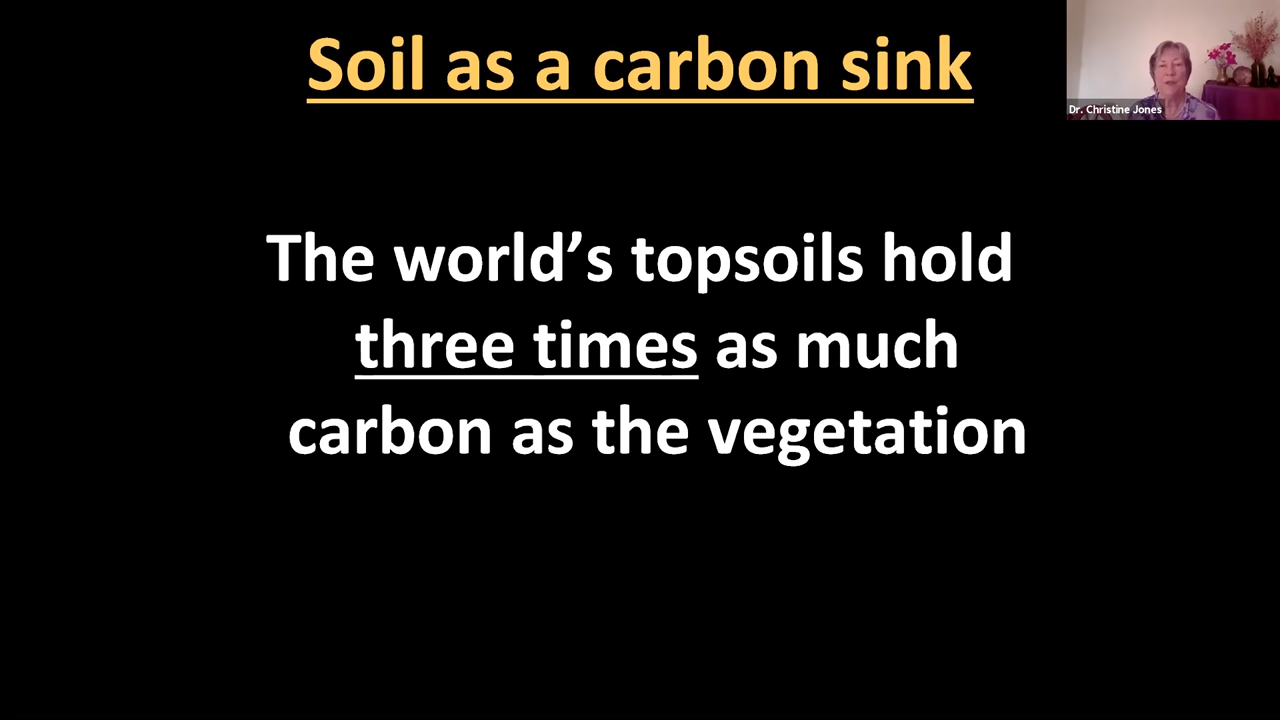 Soil as a carbon sink
Dr. Christine Jones
The world’s topsoils hold
three times as much
carbon as the vegetation